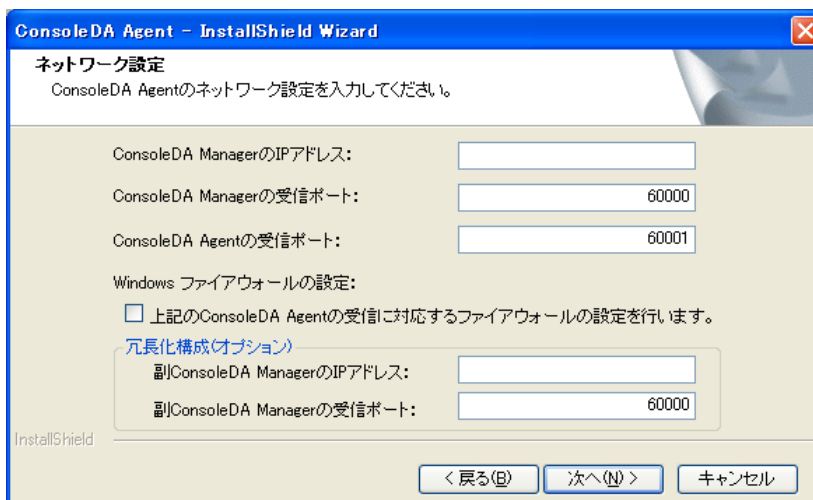 ConsoleDA Agent - InstallShield Wizard
ネットワーク設定
ConsoleDA Agentのネットワーク設定を入力してください。
ConsoleDA ManagerのIPアドレス:
ConsoleDA Managerの受信ポート: 60000
ConsoleDA Agentの受信ポート: 60001
Windows ファイアウォールの設定:
上記のConsoleDA Agentの受信に対応するファイアウォールの設定を行います。
冗長化構成(オプション)
副ConsoleDA ManagerのIPアドレス:
副ConsoleDA Managerの受信ポート: 60000
InstallShield
< 戻る(B) 次へ(N) > キャンセル